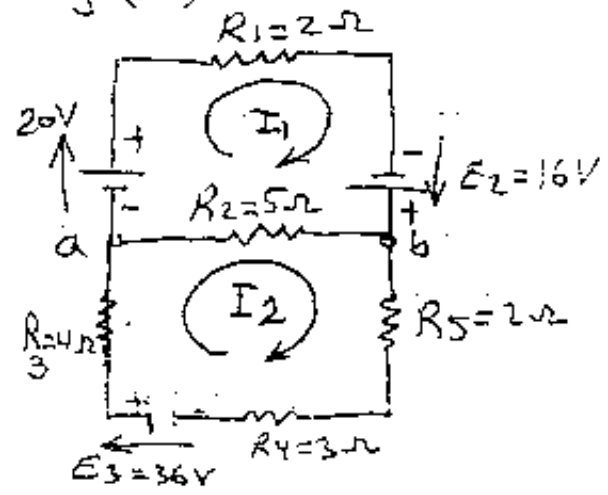 R1=2Ω
I1
20V
+
-
E2=16V
R2=5Ω
-
+
a
b
I2
R3=4Ω
R5=2Ω
+
-
R4=3Ω
E3=36V